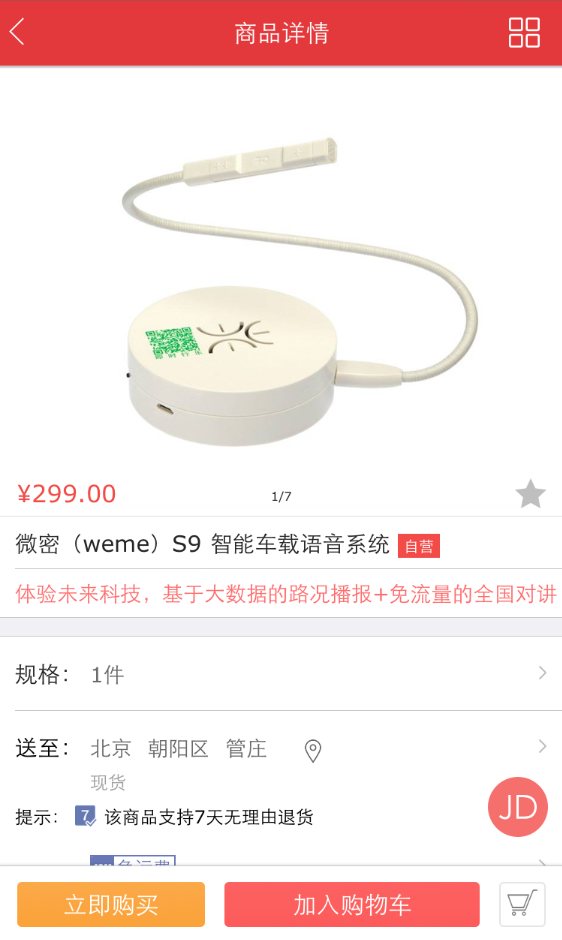 商品详情
¥299.00
1/7
微密（weme）S9 智能车载语音系统 自营
体验未来科技，基于大数据的路况播报+免流量的全国对讲
规格： 1件
送至： 北京 朝阳区 管庄
现货
提示： 7 该商品支持7天无理由退货
JD
免运费
立即购买 加入购物车